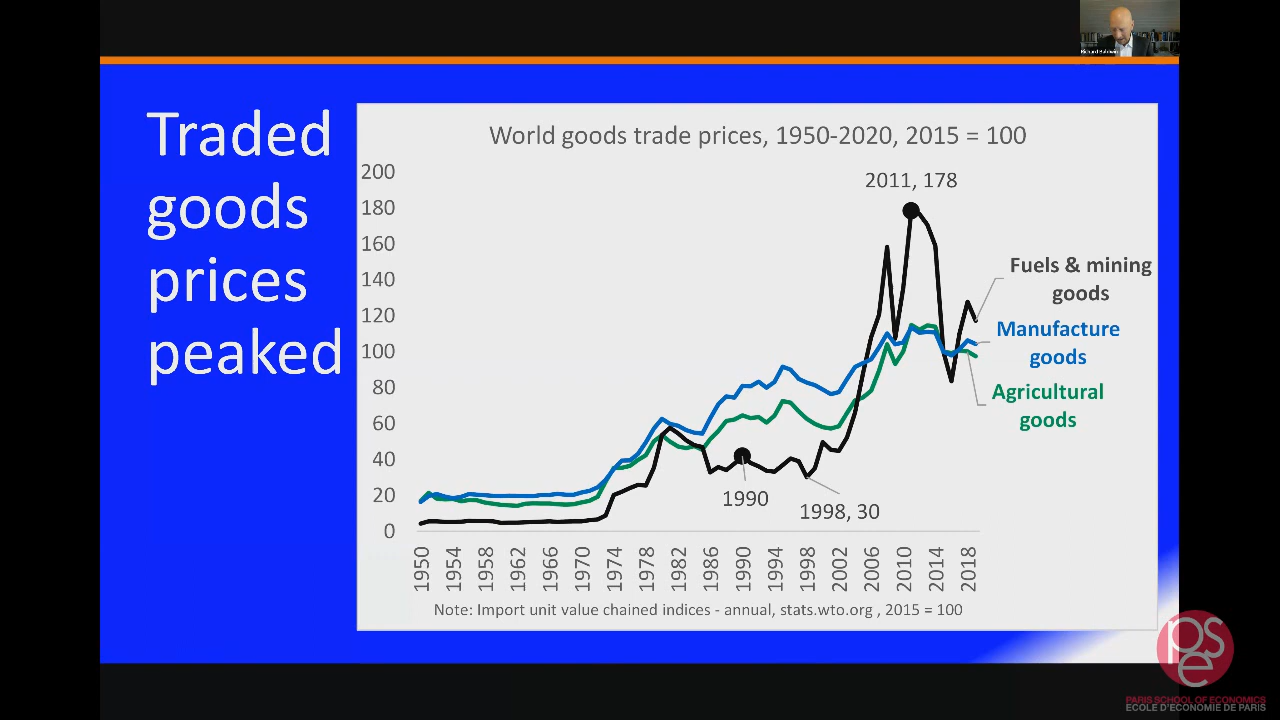 Richard Baldwin
Traded
goods
prices
peaked
World goods trade prices, 1950-2020, 2015 = 100
200
180
160
140
120
100
80
60
40
20
0
2011, 178
Fuels & mining
goods
Manufacture
goods
Agricultural
goods
1990
1998, 30
1950
1954
1958
1962
1966
1970
1974
1978
1982
1986
1990
1994
1998
2002
2006
2010
2014
2018
Note: Import unit value chained indices - annual, stats.wto.org , 2015 = 100
pse
PARIS SCHOOL OF ECONOMICS
ECOLE D'ECONOMIE DE PARIS